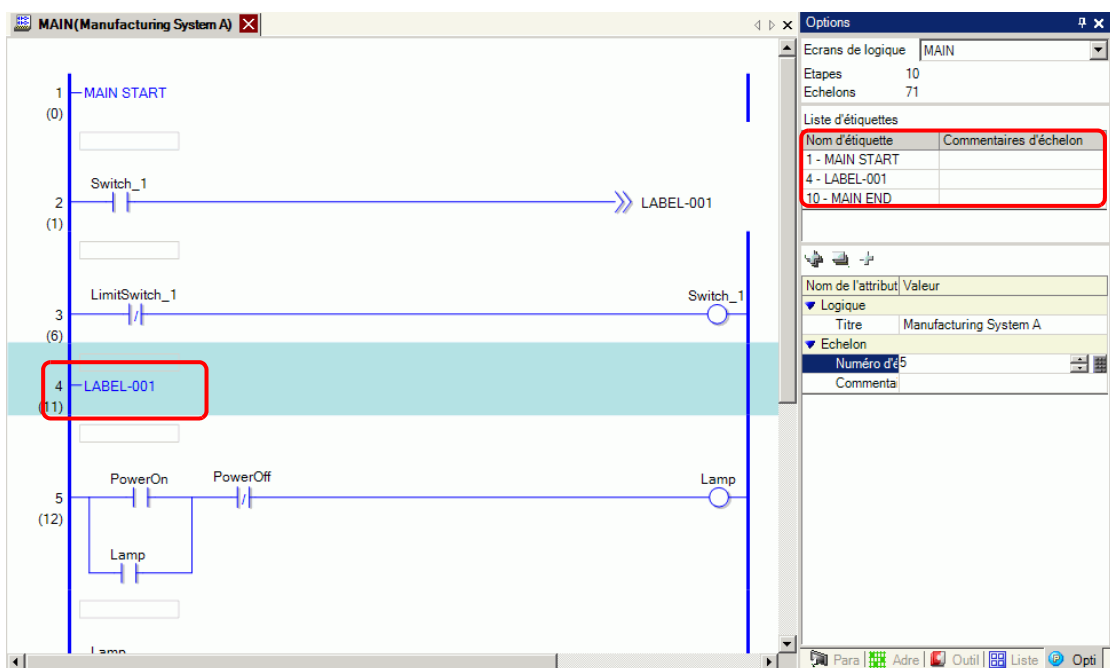 MAIN(Manufacturing System A)
1 MAIN START
(0)
Switch_1
2 LABEL-001
(1)
LimitSwitch_1 Switch_1
3
(6)
4 LABEL-001
(11)
PowerOn PowerOff Lamp
5
(12)
Lamp
Lamp
Options
Ecrans de logique MAIN
Etapes 10
Echelons 71
Liste d'étiquettes
Nom d'étiquette Commentaires d'échelon
1 - MAIN START
4 - LABEL-001
10 - MAIN END
Nom de l'attribut Valeur
Logique
Titre Manufacturing System A
Echelon
Numéro d'é 5
Commentai
Para Adre Outil Liste Opti